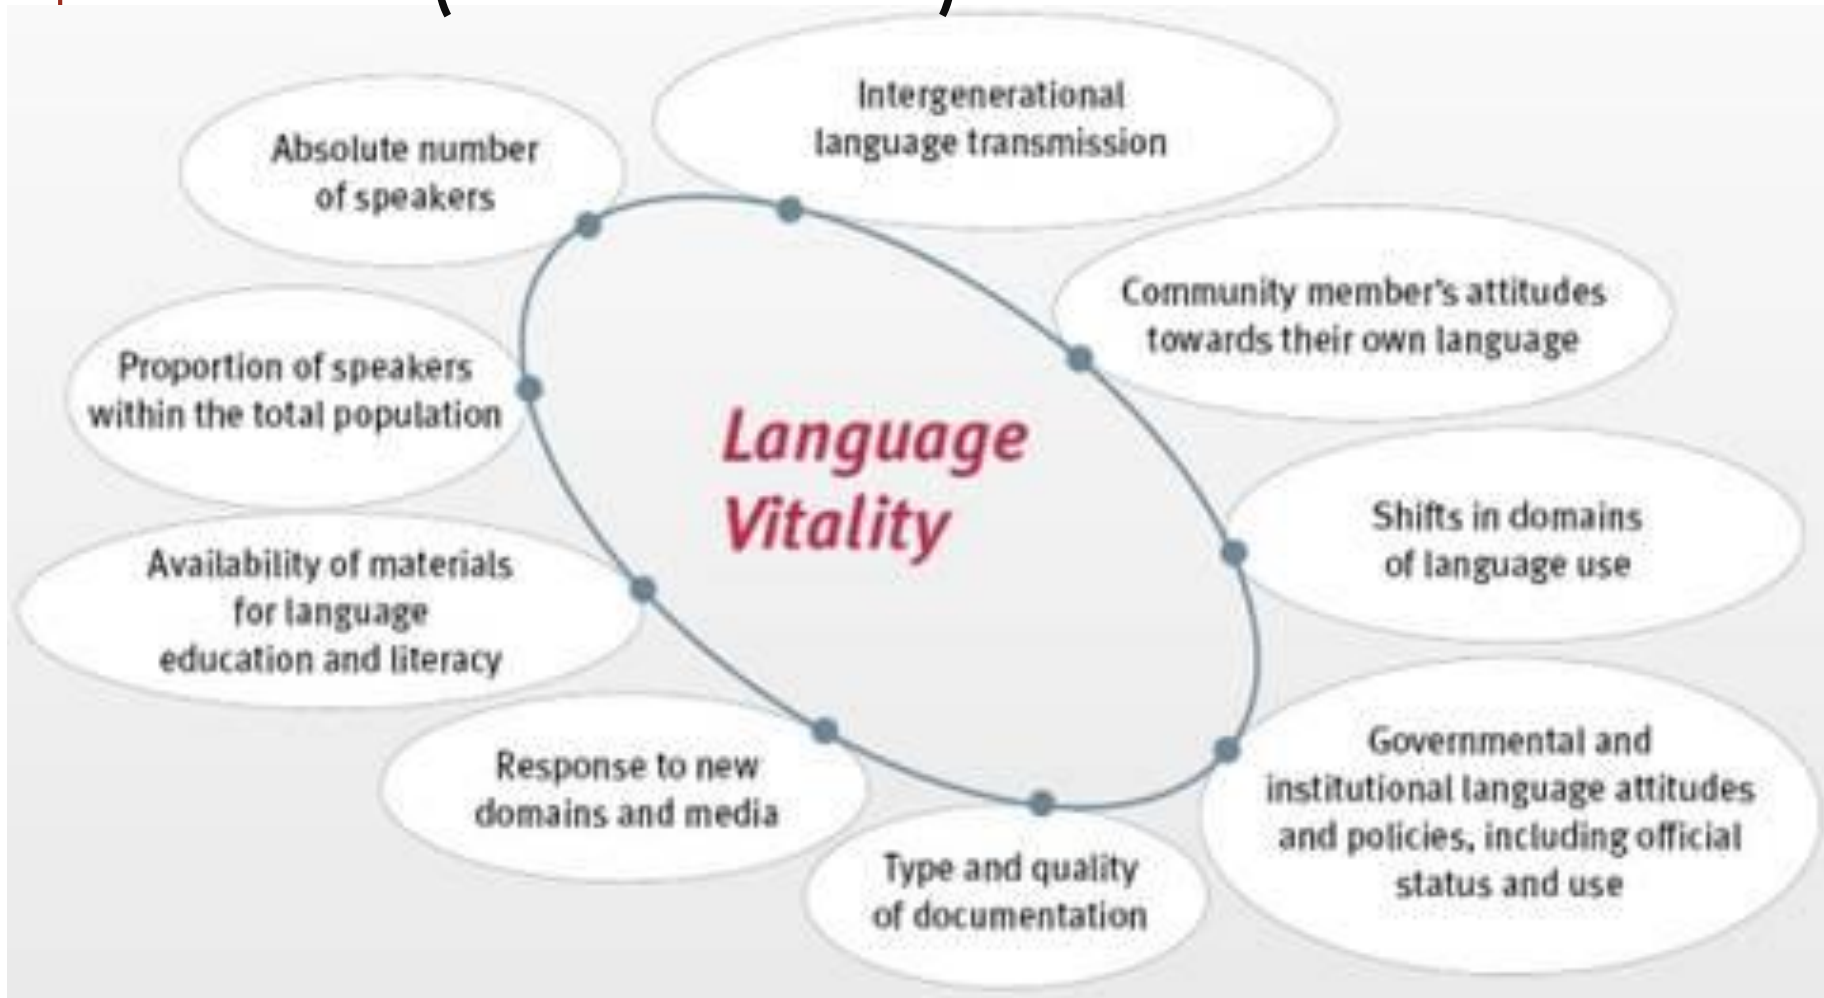 Intergenerational
language transmission
Absolute number
of speakers
Community member's attitudes
towards their own language
Proportion of speakers
within the total population
Language
Vitality
Shifts in domains
of language use
Availability of materials
for language
education and literacy
Governmental and
institutional language attitudes
and policies, including official
status and use
Response to new
domains and media
Type and quality
of documentation